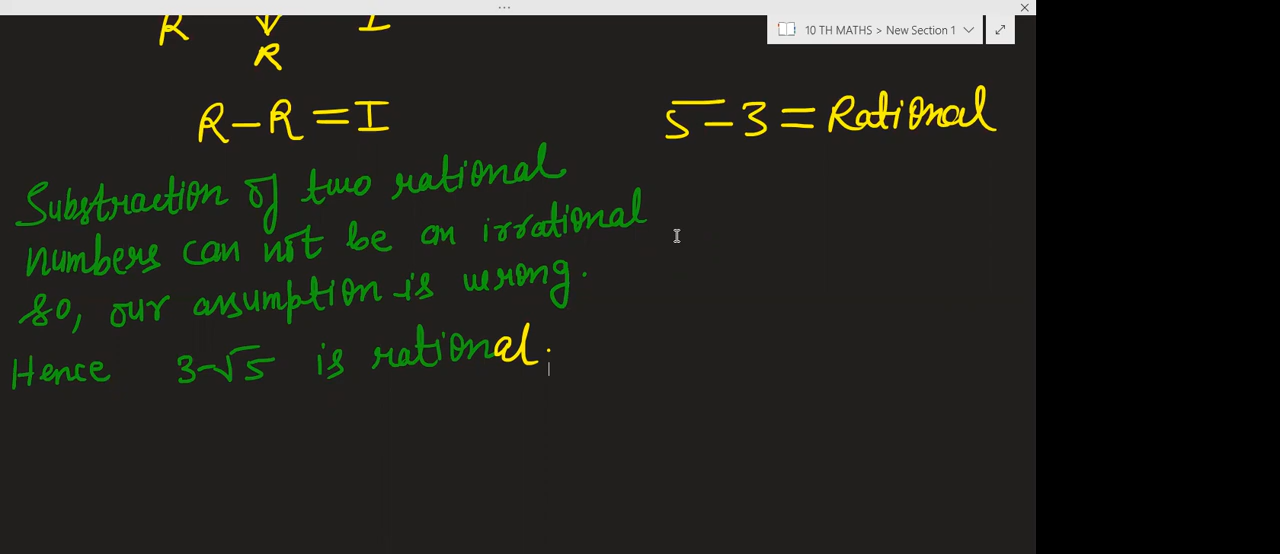 ...
10 TH MATHS > New Section 1
R I
R
R - R = I
5 - 3 = Rational
Substraction of two rational
numbers can not be an irrational
so, our assumption is wrong.
Hence 3-√5 is rational.